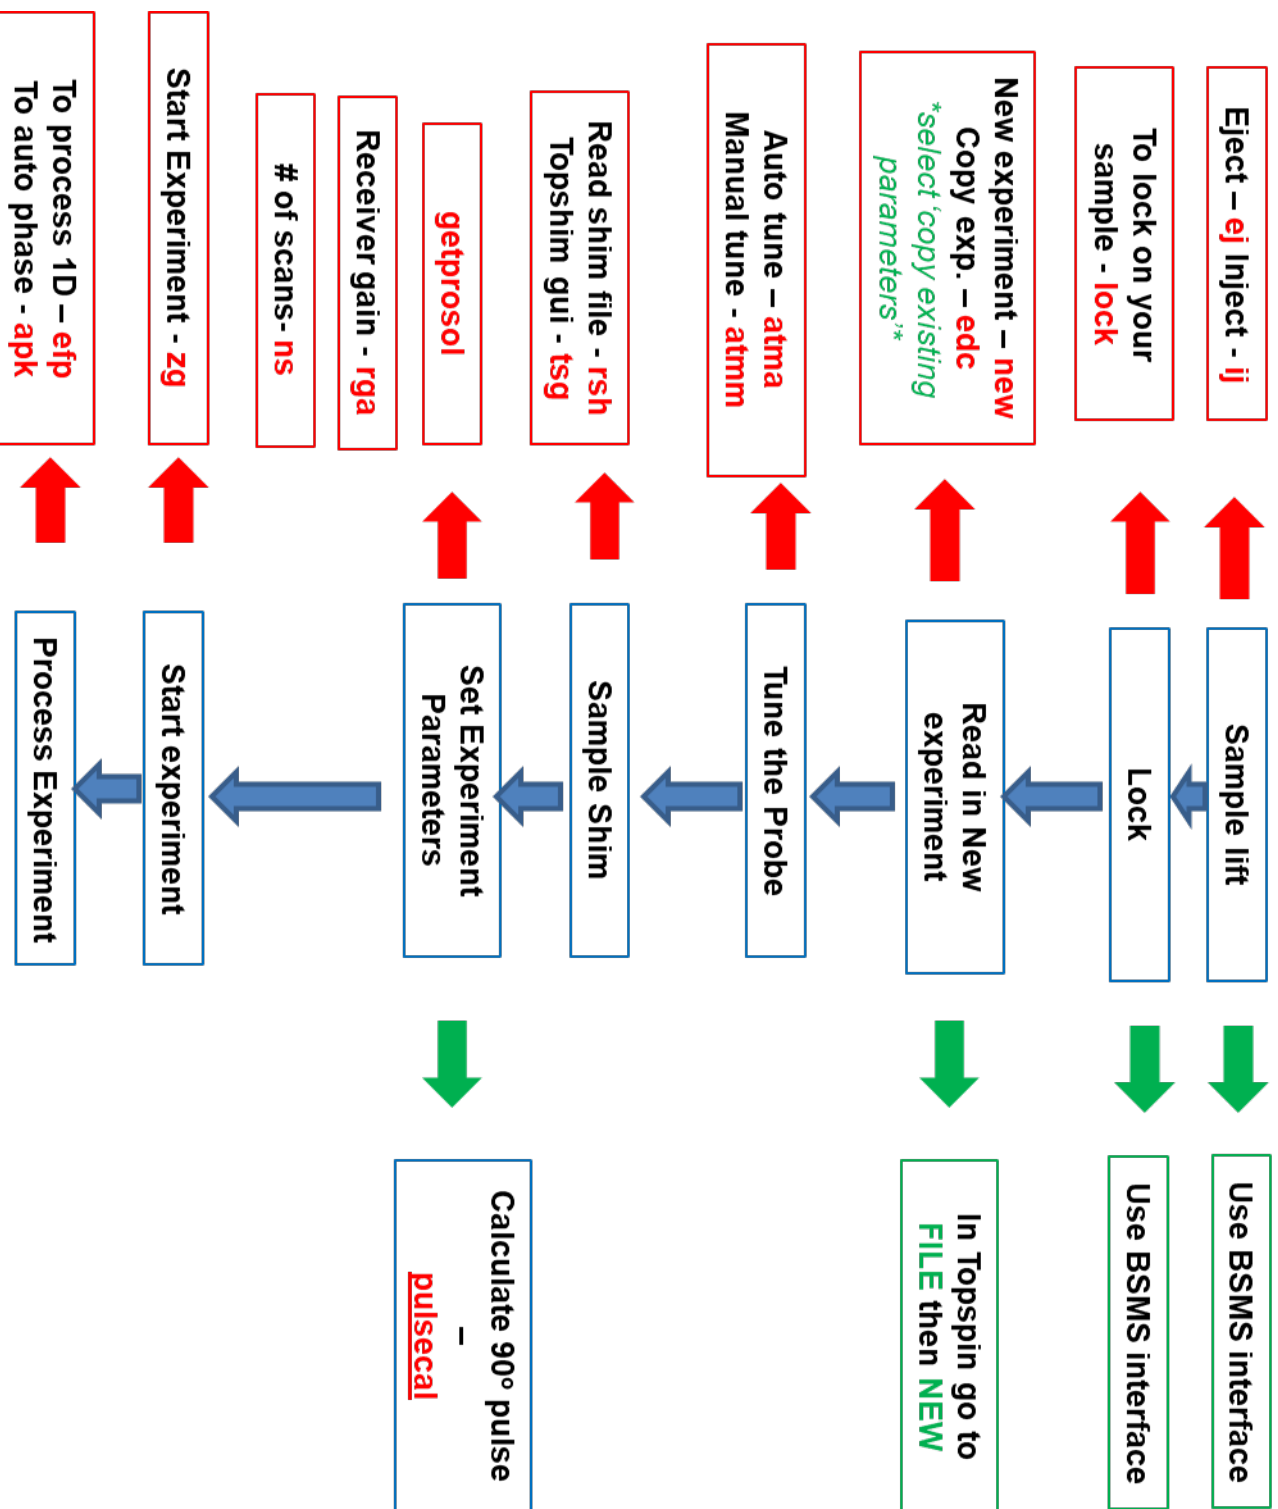 Eject – ej Inject - ij
Sample lift
Use BSMS interface
To lock on your
sample - lock
Lock
Use BSMS interface
New experiment – new
Copy exp. – edc
*select ‘copy existing
parameters’*
Read in New
experiment
In Topspin go to
FILE then NEW
Auto tune – atma
Manual tune - atmm
Tune the Probe
Read shim file - rsh
Topshim gui - tsg
Sample Shim
getprosol
Receiver gain - rga
# of scans- ns
Set Experiment
Parameters
Calculate 90º pulse
–
pulsecal
Start Experiment - zg
Start experiment
To process 1D – efp
To auto phase - apk
Process Experiment